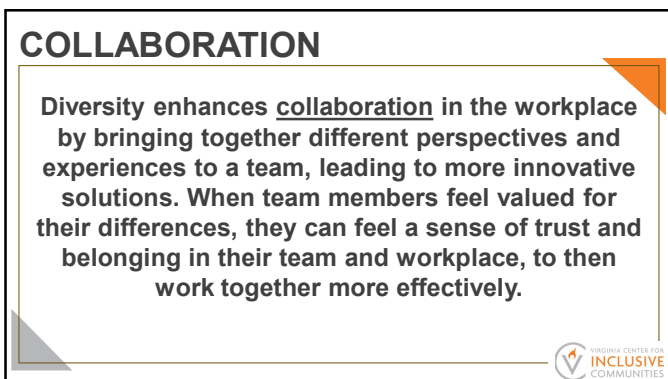 COLLABORATION
Diversity enhances collaboration in the workplace
by bringing together different perspectives and
experiences to a team, leading to more innovative
solutions. When team members feel valued for
their differences, they can feel a sense of trust and
belonging in their team and workplace, to then
work together more effectively.
VIRGINIA CENTER FOR
INCLUSIVE
COMMUNITIES